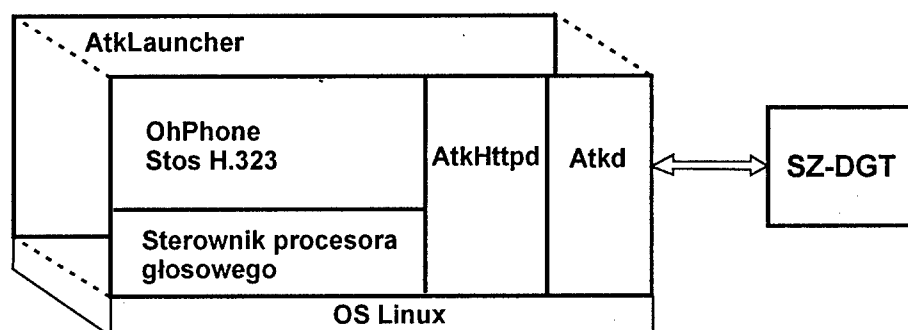 AtkLauncher
OhPhone
Stos H.323
AtkHttpd
Atkd
SZ-DGT
Sterownik procesora
głosowego
OS Linux